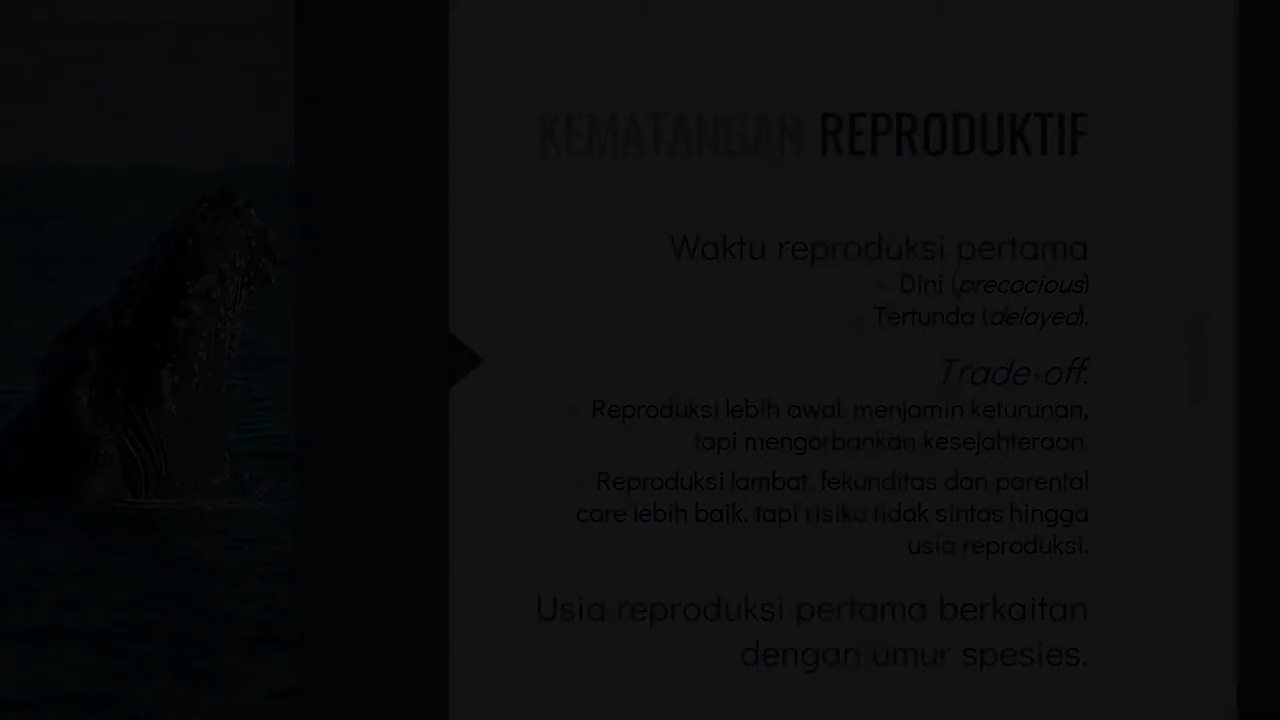 KEMATANGAN REPRODUKTIF
Waktu reproduksi pertama
Dini (precocious)
Tertunda (delayed).
Trade-off:
Reproduksi lebih awal, menjamin keturunan,
tapi mengorbankan kesejahteraan.
Reproduksi lambat, fekunditas dan parental
care lebih baik, tapi risiko tidak sintas hingga
usia reproduksi.
Usia reproduksi pertama berkaitan
dengan umur spesies.